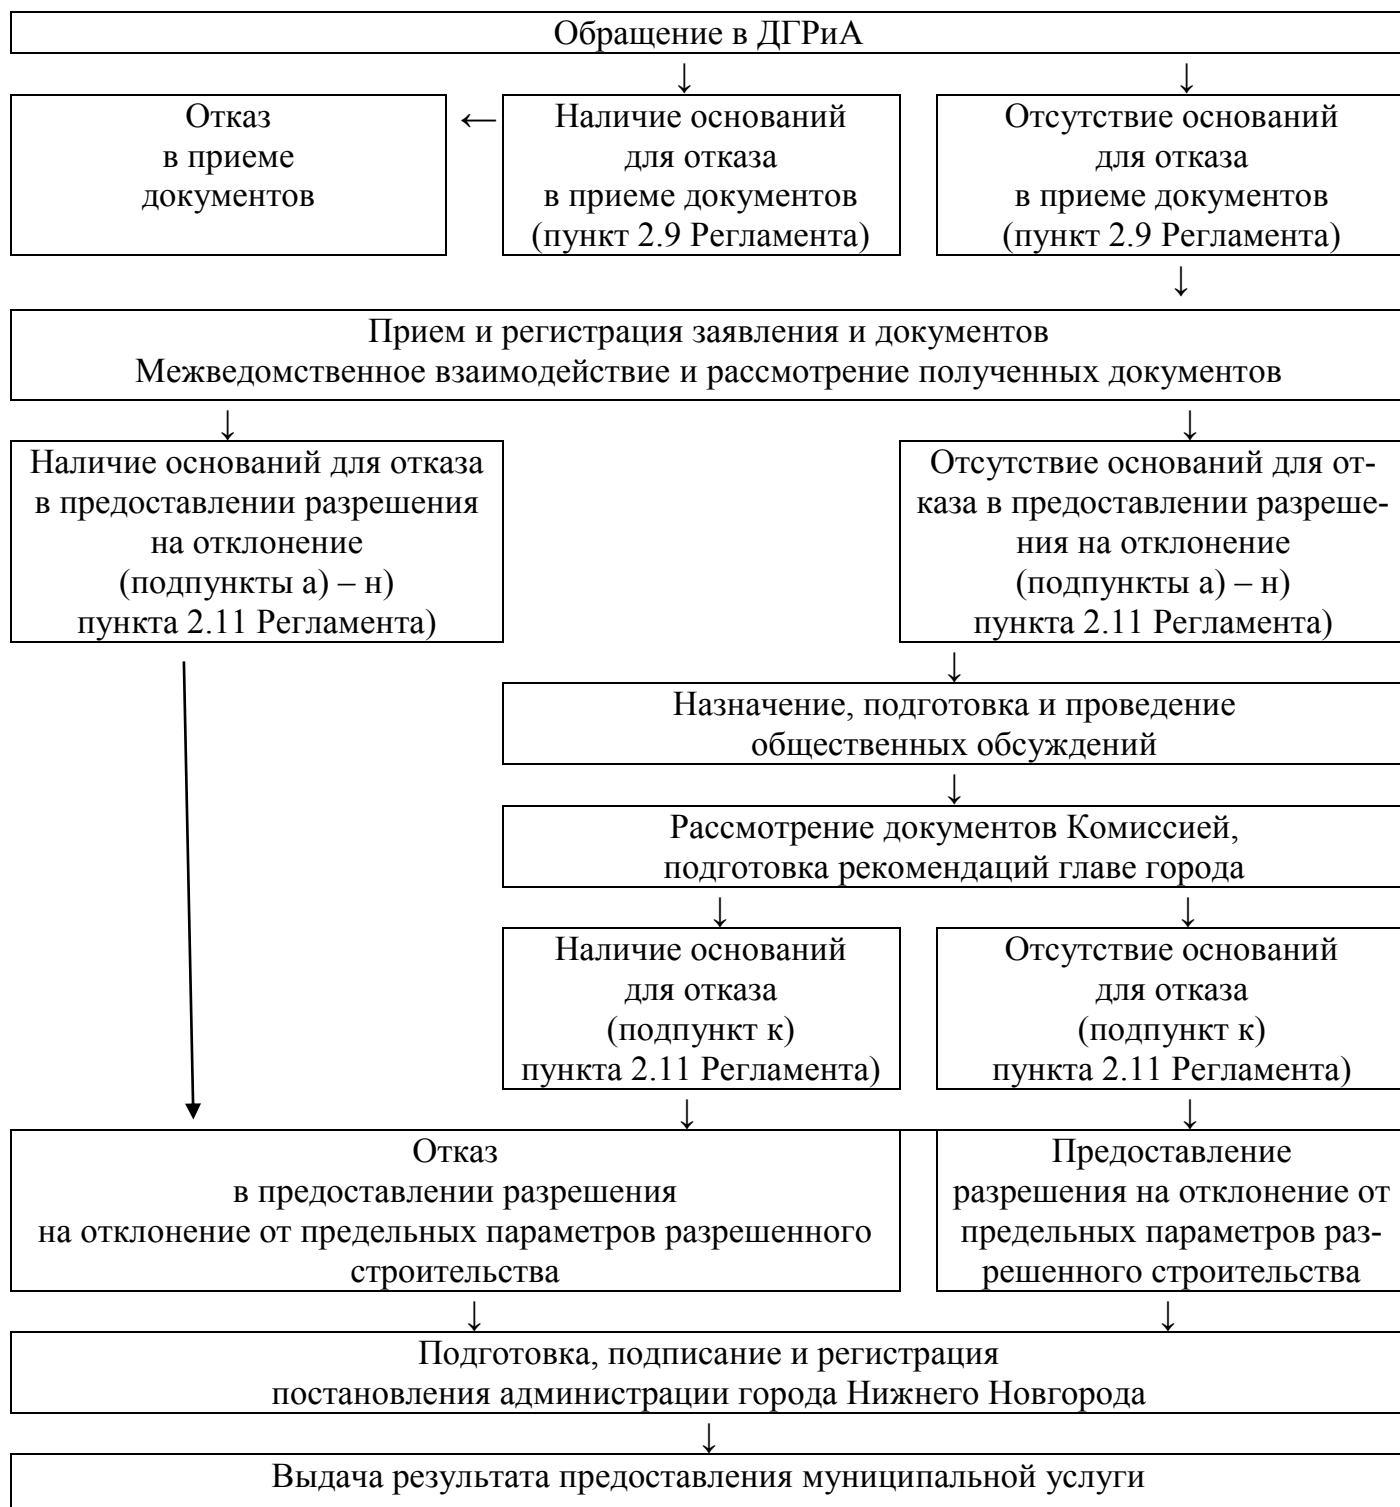 Обращение в ДГРиА
↓
↓
Отказ
в приеме
документов
←
Наличие оснований
для отказа
в приеме документов
(пункт 2.9 Регламента)
Отсутствие оснований
для отказа
в приеме документов
(пункт 2.9 Регламента)
↓
Прием и регистрация заявления и документов
Межведомственное взаимодействие и рассмотрение полученных документов
↓
↓
Наличие оснований для отказа
в предоставлении разрешения
на отклонение
(подпункты а) – н)
пункта 2.11 Регламента)
Отсутствие оснований для от-
каза в предоставлении разреше-
ния на отклонение
(подпункты а) – н)
пункта 2.11 Регламента)
↓
Назначение, подготовка и проведение
общественных обсуждений
↓
Рассмотрение документов Комиссией,
подготовка рекомендаций главе города
↓
↓
Наличие оснований
для отказа
(подпункт к)
пункта 2.11 Регламента)
Отсутствие оснований
для отказа
(подпункт к)
пункта 2.11 Регламента)
↓
↓
Отказ
в предоставлении разрешения
на отклонение от предельных параметров разрешенного
строительства
Предоставление
разрешения на отклонение от
предельных параметров раз-
решенного строительства
↓
↓
Подготовка, подписание и регистрация
постановления администрации города Нижнего Новгорода
↓
Выдача результата предоставления муниципальной услуги